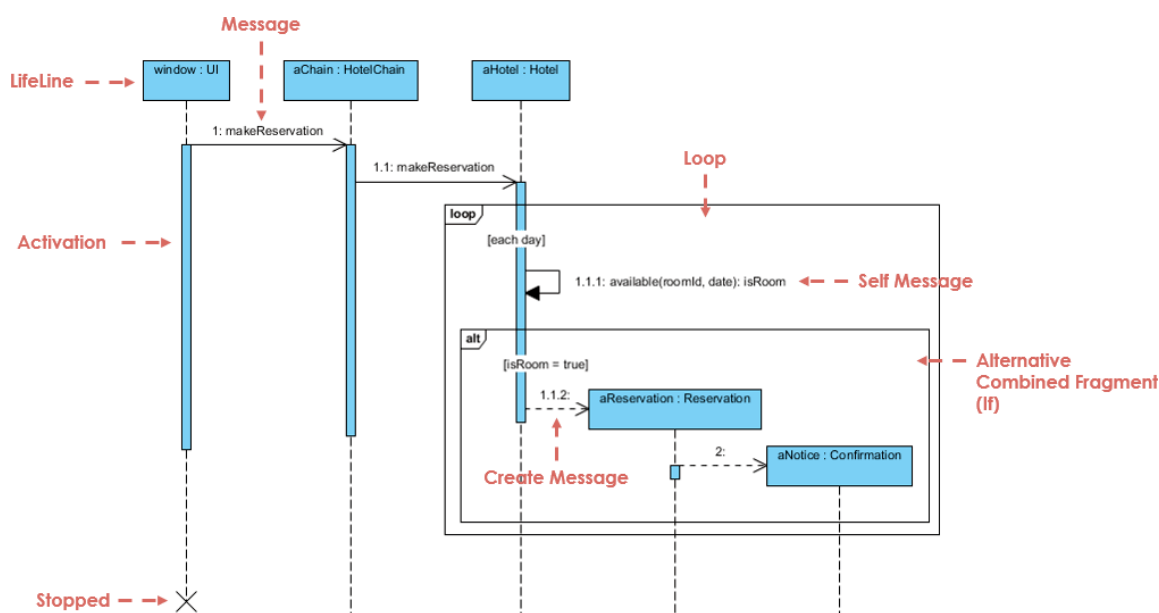 Message
LifeLine
window : UI
aChain : HotelChain
aHotel : Hotel
1: makeReservation
1.1: makeReservation
Loop
loop
Activation
[each day]
1.1.1: available(roomId, date): isRoom
Self Message
alt
[isRoom = true]
Alternative
Combined Fragment
(If)
1.1.2:
aReservation : Reservation
2:
aNotice : Confirmation
Create Message
Stopped